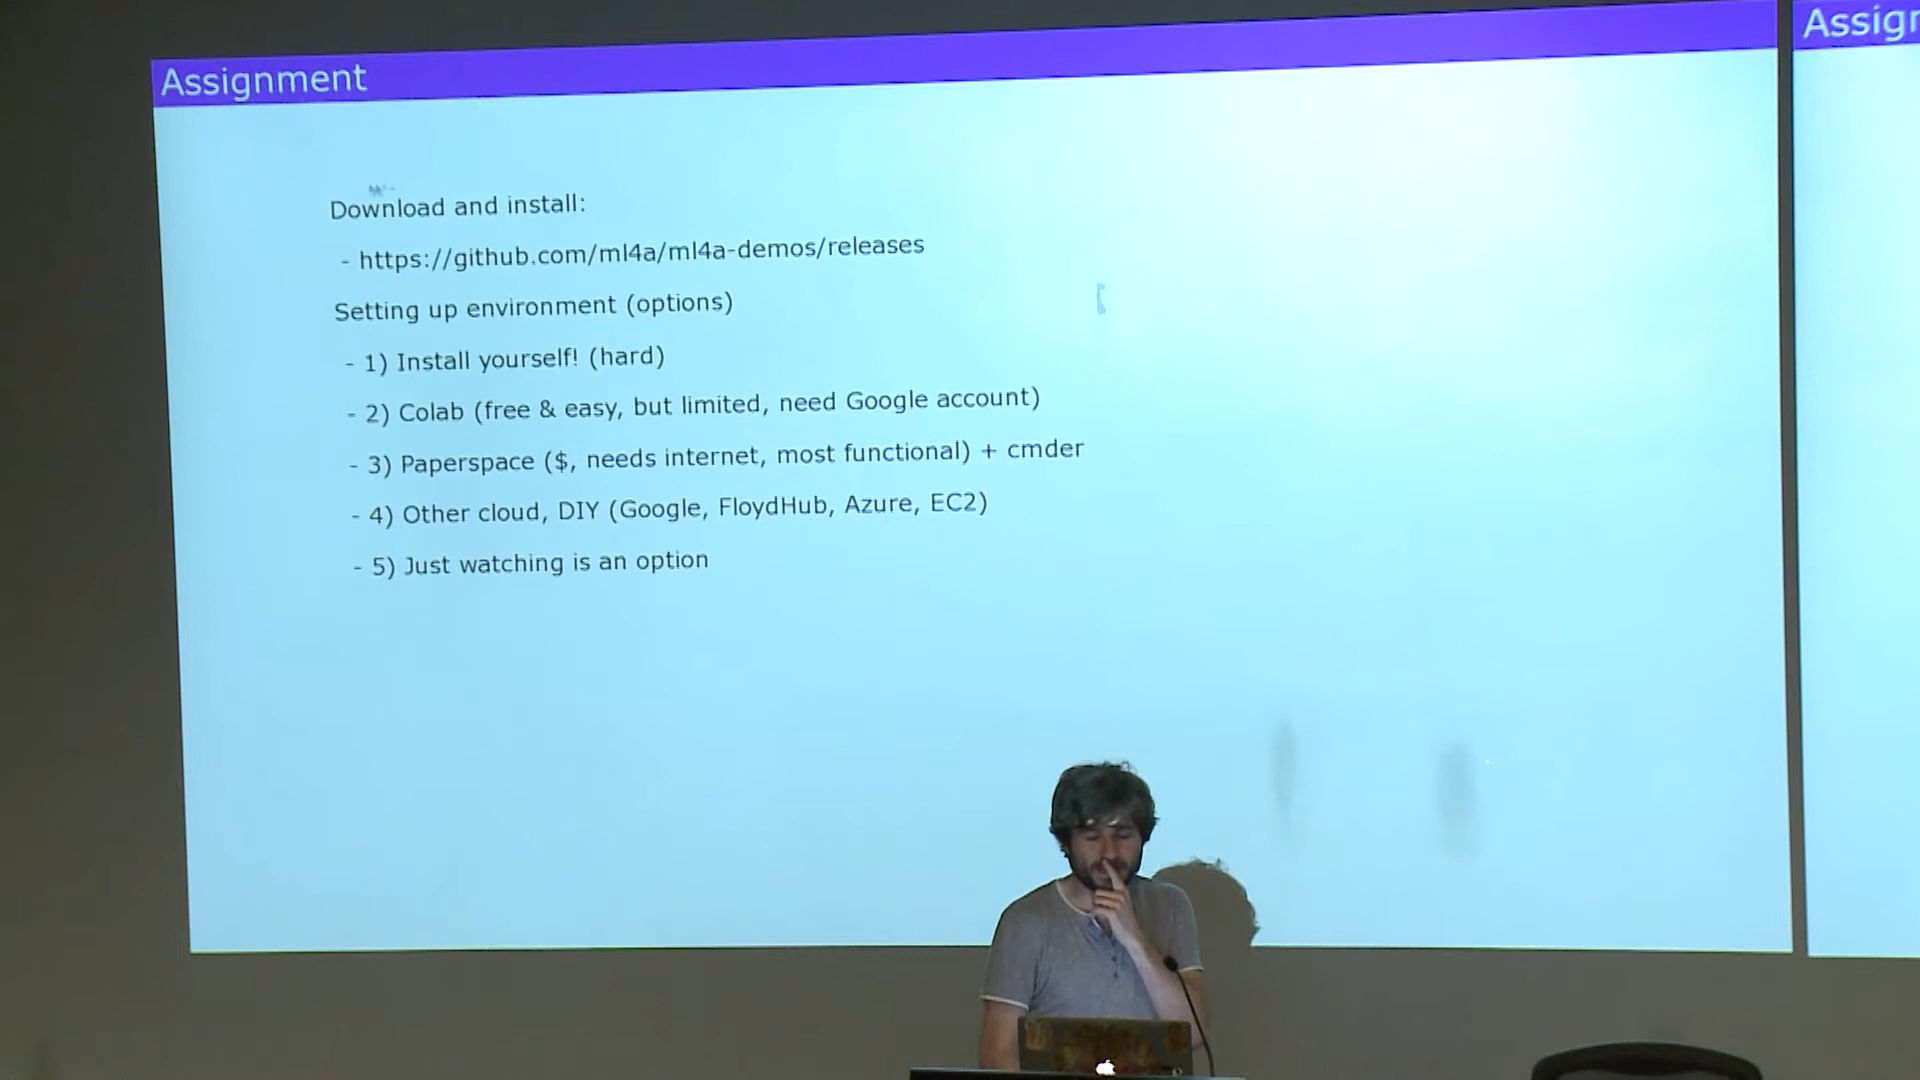 Assignment
Download and install:
- https://github.com/ml4a/ml4a-demos/releases
Setting up environment (options)
- 1) Install yourself! (hard)
- 2) Colab (free & easy, but limited, need Google account)
- 3) Paperspace ($, needs internet, most functional) + cmder
- 4) Other cloud, DIY (Google, FloydHub, Azure, EC2)
- 5) Just watching is an option
Assign